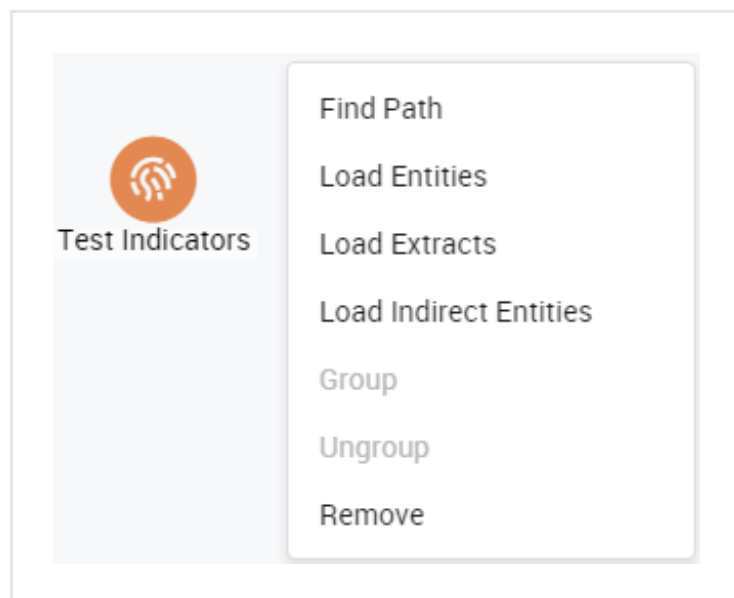 Test Indicators
Find Path
Load Entities
Load Extracts
Load Indirect Entities
Group
Ungroup
Remove